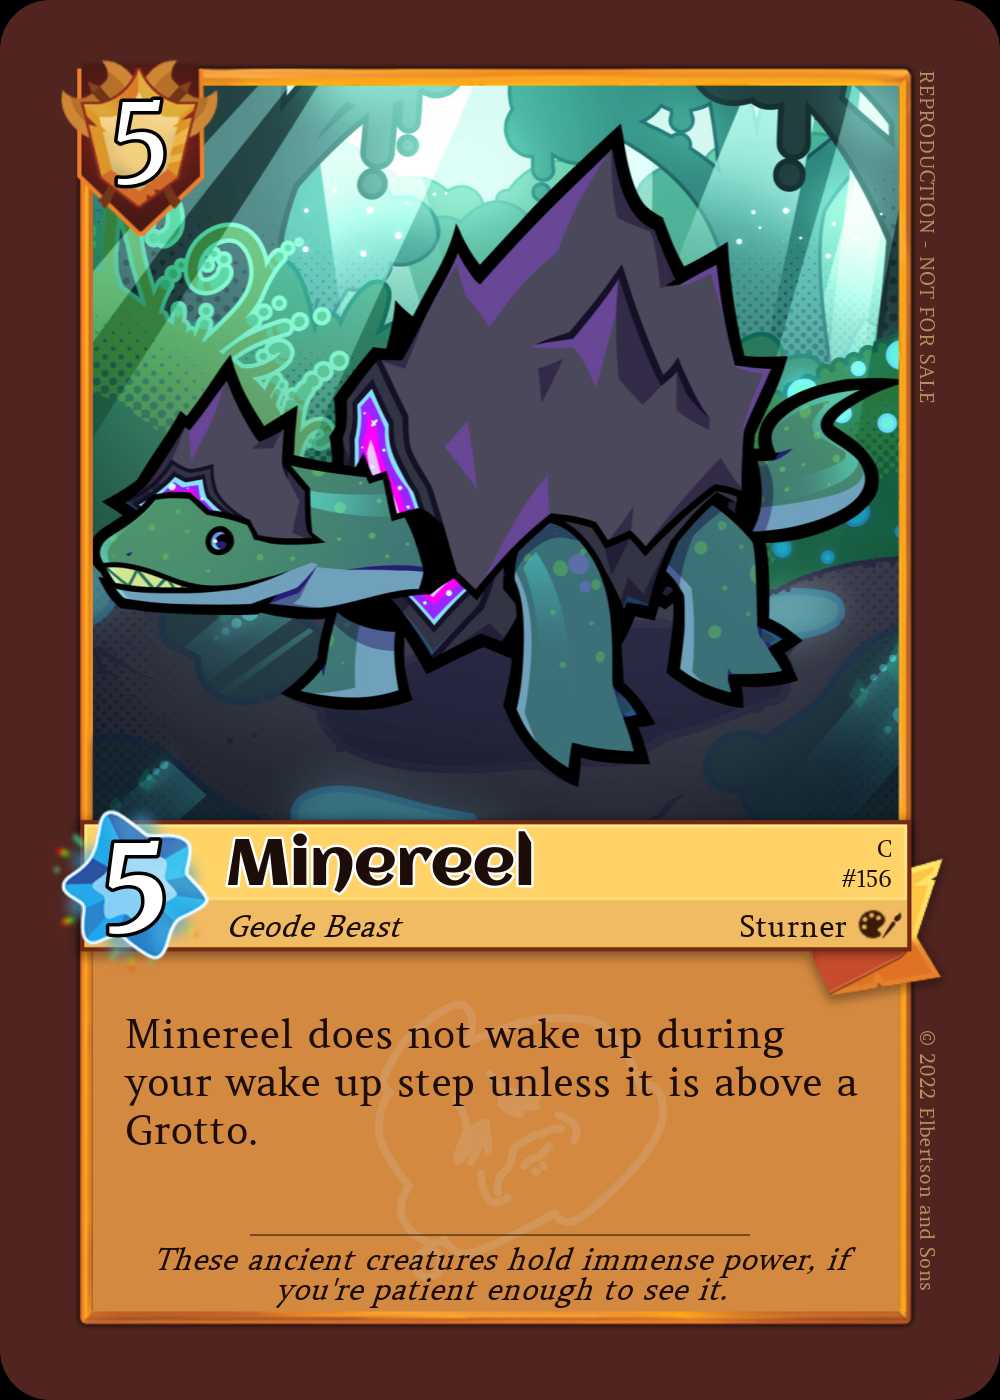 5
REPRODUCTION - NOT FOR SALE
5
Minereel
C
#156
Geode Beast
Sturner
Minereel does not wake up during
your wake up step unless it is above a
Grotto.
These ancient creatures hold immense power, if
you're patient enough to see it.
© 2022 Elbertson and Sons